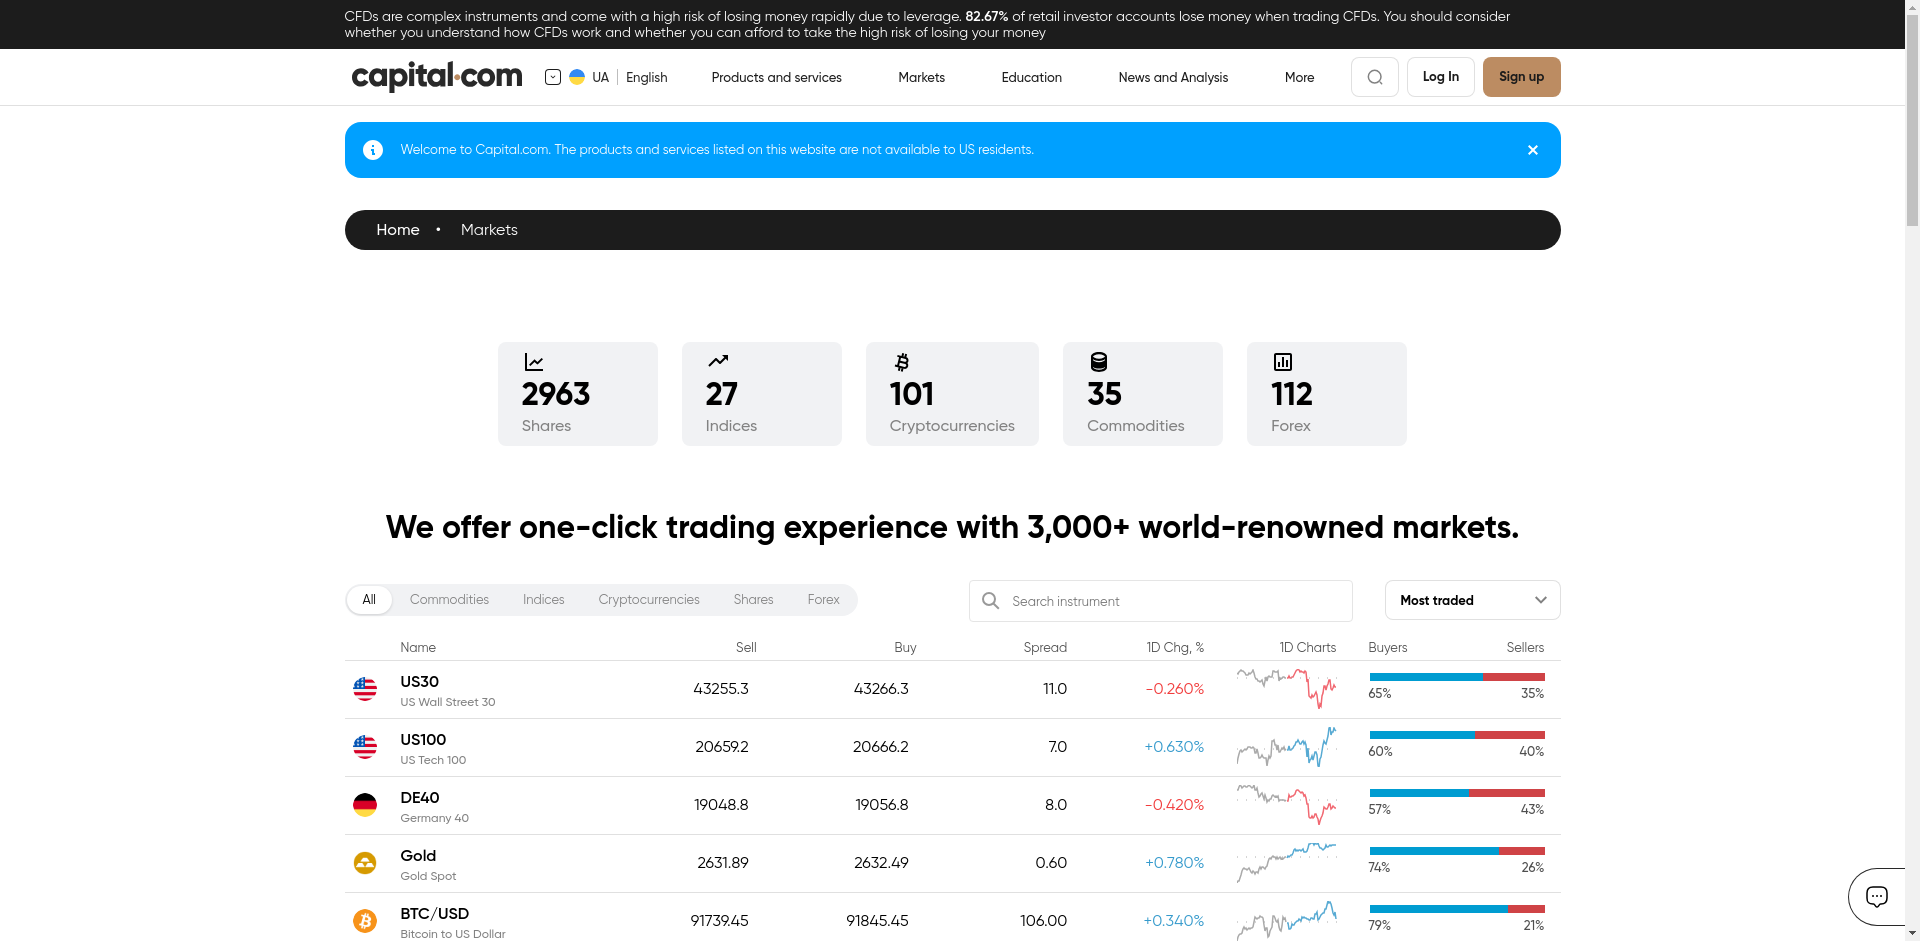 CFDs are complex instruments and come with a high risk of losing money rapidly due to leverage. 82.67% of retail investor accounts lose money when trading CFDs. You should consider
whether you understand how CFDs work and whether you can afford to take the high risk of losing your money
capital.com UA English Products and services Markets Education News and Analysis More Log In Sign up
Welcome to Capital.com. The products and services listed on this website are not available to US residents.
Home • Markets
2963 27 101 35 112
Shares Indices Cryptocurrencies Commodities Forex
We offer one-click trading experience with 3,000+ world-renowned markets.
All Commodities Indices Cryptocurrencies Shares Forex Search instrument Most traded
Name Sell Buy Spread 1D Chg, % 1D Charts Buyers Sellers
US30 43255.3 43266.3 11.0 -0.260% 65% 35%
US Wall Street 30
US100 20659.2 20666.2 7.0 +0.630% 60% 40%
US Tech 100
DE40 19048.8 19056.8 8.0 -0.420% 57% 43%
Germany 40
Gold 2631.89 2632.49 0.60 +0.780% 74% 26%
Gold Spot
BTC/USD 91739.45 91845.45 106.00 +0.340% 79% 21%
Bitcoin to US Dollar